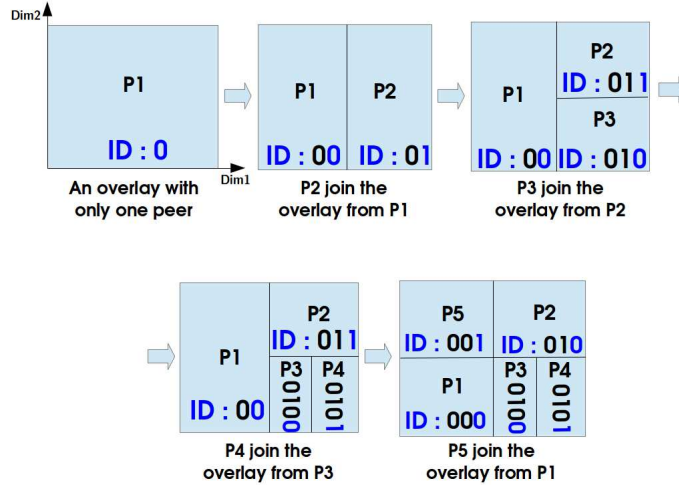 Dim2
P1
ID : 0
Dim1
An overlay with
only one peer
P1
ID : 00
P2
ID : 01
P2 join the
overlay from P1
P1
ID : 00
P2
ID : 011
P3
ID : 010
P3 join the
overlay from P2
P1
ID : 00
P2
ID : 011
P3
0100
P4
0101
P4 join the
overlay from P3
P5
ID : 001
P2
ID : 010
P1
ID : 000
P3
0100
P4
0101
P5 join the
overlay from P1